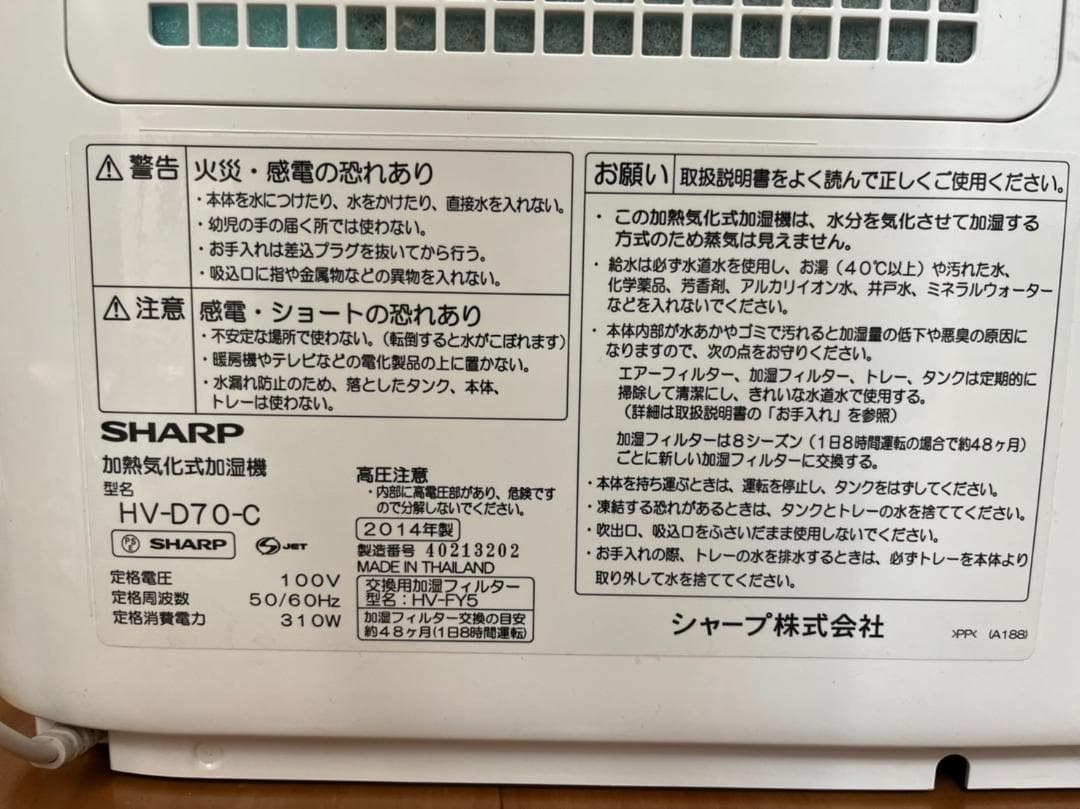 警告
火災・感電の恐れあり
・本体を水につけたり、水をかけたり、直接水を入れない。
・幼児の手の届く所では使わない。
・お手入れは差込プラグを抜いてから行う。
・吸込口に指や金属物などの異物を入れない。
注意
感電・ショートの恐れあり
・不安定な場所で使わない。(転倒すると水がこぼれます)
・暖房機やテレビなどの電化製品の上に置かない。
・水漏れ防止のため、落としたタンク、本体、
トレーは使わない。
SHARP
加熱気化式加湿機
型名
HV-D70-C
PS E SHARP
S JET
定格電圧 100V
定格周波数 50/60Hz
定格消費電力 310W
高圧注意
・内部に高電圧部があり、危険です
ので分解しないでください。
2014年製
製造番号 40213202
MADE IN THAILAND
交換用加湿フィルター
型名:HV-FY5
加湿フィルター交換の目安
約48ヶ月(1日8時間運転)
お願い 取扱説明書をよく読んで正しくご使用ください。
・この加熱気化式加湿機は、水分を気化させて加湿する
方式のため蒸気は見えません。
・給水は必ず水道水を使用し、お湯(40℃以上)や汚れた水、
化学薬品、芳香剤、アルカリイオン水、井戸水、ミネラルウォーター
などを入れないでください。
・本体内部が水あかやゴミで汚れると加湿量の低下や悪臭の原因に
なりますので、次の点をお守りください。
エアーフィルター、加湿フィルター、トレー、タンクは定期的に
掃除して清潔にし、きれいな水道水で使用する。
(詳細は取扱説明書の「お手入れ」を参照)
加湿フィルターは8シーズン(1日8時間運転の場合で約48ヶ月)
ごとに新しい加湿フィルターに交換する。
・本体を持ち運ぶときは、運転を停止し、タンクをはずしてください。
・凍結する恐れがあるときは、タンクとトレーの水を捨ててください。
・吹出口、吸込口をふさいだまま使用しないでください。
・お手入れの際、トレーの水を排水するときは、必ずトレーを本体より
取り外して水を捨ててください。
シャープ株式会社
>PP< (A188)